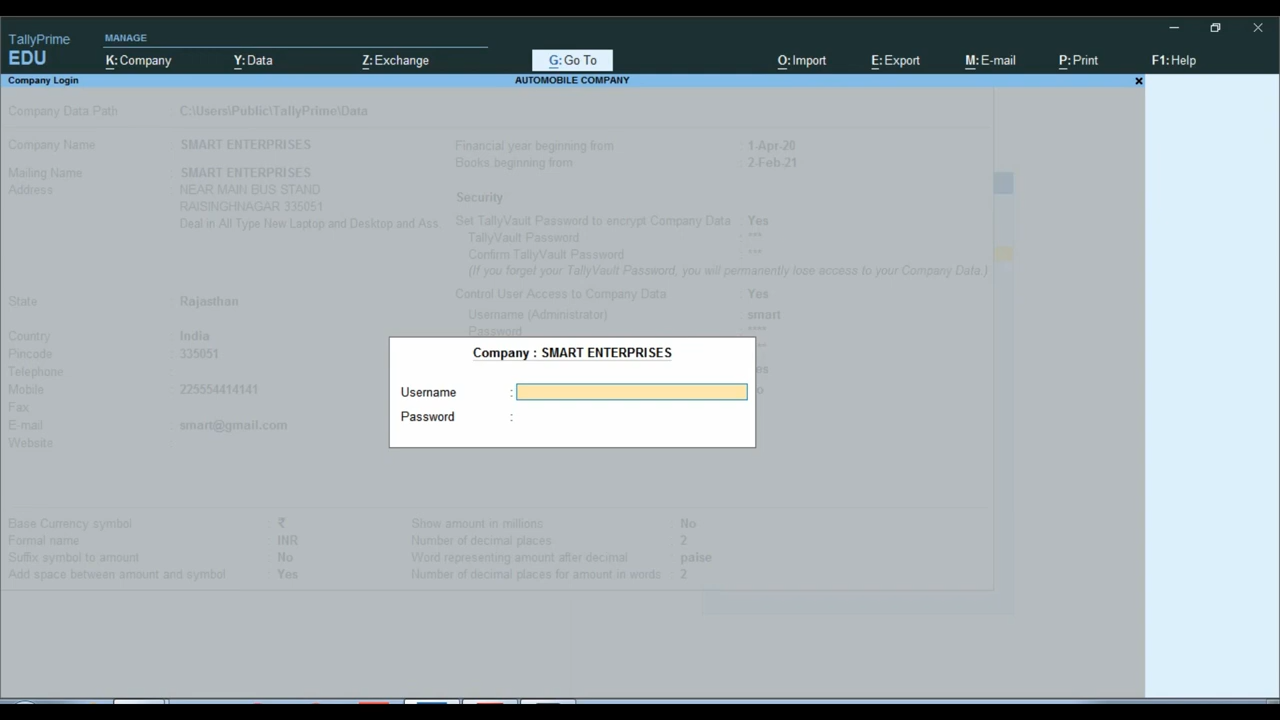 TallyPrime
EDU
MANAGE
K: Company
Y: Data
Z: Exchange
G: Go To
O: Import
E: Export
M: E-mail
P: Print
F1: Help
Company Login
AUTOMOBILE COMPANY
Company Data Path : C:\Users\Public\TallyPrime\Data
Company Name : SMART ENTERPRISES
Mailing Name : SMART ENTERPRISES
Address : NEAR MAIN BUS STAND
RAISINGHNAGAR 335051
Deal in All Type New Laptop and Desktop and Ass
State : Rajasthan
Country : India
Pincode : 335051
Telephone :
Mobile : 225554414141
Fax :
E-mail : smart@gmail.com
Website :
Financial year beginning from : 1-Apr-20
Books beginning from : 2-Feb-21
Security
Set TallyVault Password to encrypt Company Data : Yes
TallyVault Password : ***
Confirm TallyVault Password : ***
(If you forget your TallyVault Password, you will permanently lose access to your Company Data.)
Control User Access to Company Data : Yes
Username (Administrator) : smart
Password : ****
Company : SMART ENTERPRISES
Username :
Password :
Base Currency symbol : ₹
Formal name : INR
Suffix symbol to amount : No
Add space between amount and symbol : Yes
Show amount in millions : No
Number of decimal places : 2
Word representing amount after decimal : paise
Number of decimal places for amount in words : 2